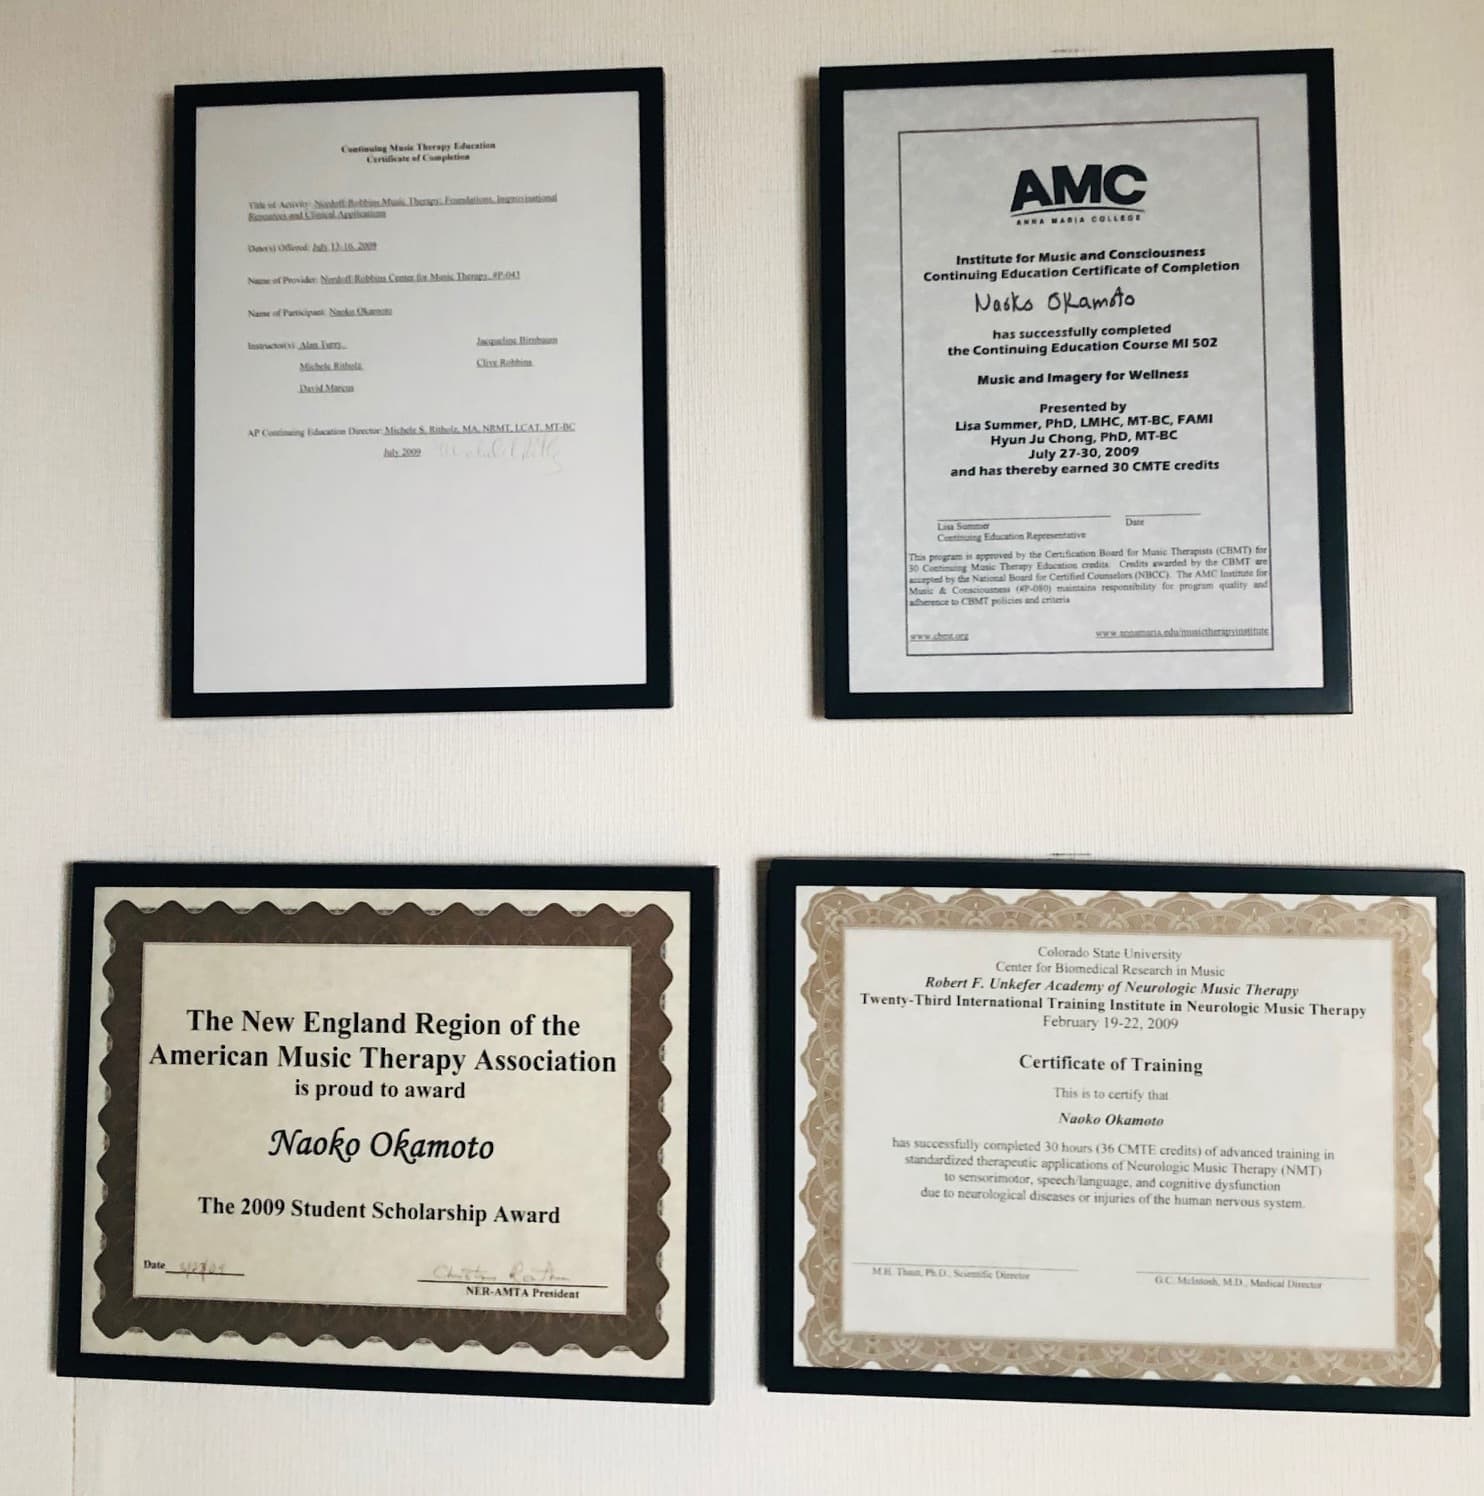 Continuing Music Therapy Education
Certificate of Completion
Title of Activity: Nordoff-Robbins Music Therapy: Foundations, Improvisational
Resources and Clinical Applications
Date(s) Offered: July 13-16, 2009
Name of Provider: Nordoff-Robbins Center for Music Therapy, #P-043
Name of Participant: Naoko Okamoto
Instructor(s): Alan Turry Jacqueline Birnbaum
Michele Ritholz Clive Robbins
David Marcus
AP Continuing Education Director: Michele S. Ritholz, MA, NRMT, LCAT, MT-BC
July 2009
AMC
ANNA MARIA COLLEGE
Institute for Music and Consciousness
Continuing Education Certificate of Completion
Naoko Okamoto
has successfully completed
the Continuing Education Course MI 502
Music and Imagery for Wellness
Presented by
Lisa Summer, PhD, LMHC, MT-BC, FAMI
Hyun Ju Chong, PhD, MT-BC
July 27-30, 2009
and has thereby earned 30 CMTE credits
Lisa Summer Date
Continuing Education Representative
This program is approved by the Certification Board for Music Therapists (CBMT) for
30 Continuing Music Therapy Education credits. Credits awarded by the CBMT are
accepted by the National Board for Certified Counselors (NBCC). The AMC Institute for
Music & Consciousness (#P-080) maintains responsibility for program quality and
adherence to CBMT policies and criteria
www.cbmt.org www.annamaria.edu/musictherapyinstitute
The New England Region of the
American Music Therapy Association
is proud to award
Naoko Okamoto
The 2009 Student Scholarship Award
Date
NER-AMTA President
Colorado State University
Center for Biomedical Research in Music
Robert F. Unkefer Academy of Neurologic Music Therapy
Twenty-Third International Training Institute in Neurologic Music Therapy
February 19-22, 2009
Certificate of Training
This is to certify that
Naoko Okamoto
has successfully completed 30 hours (36 CMTE credits) of advanced training in
standardized therapeutic applications of Neurologic Music Therapy (NMT)
to sensorimotor, speech/language, and cognitive dysfunction
due to neurological diseases or injuries of the human nervous system.
M.H. Thaut, Ph.D., Scientific Director
G.C. McIntosh, M.D., Medical Director